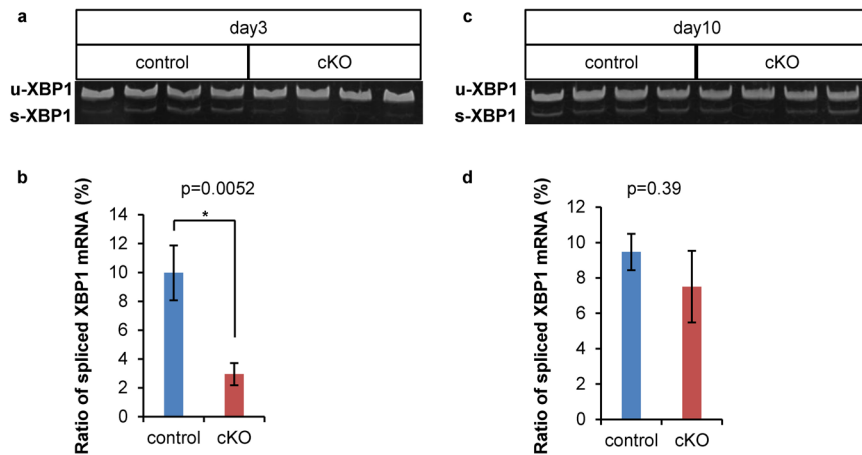 a
day3
control cKO
u-XBP1
s-XBP1
b
p=0.0052
Ratio of spliced XBP1 mRNA (%)
14
12
10
8
6
4
2
0
*
control cKO
c
day10
control cKO
u-XBP1
s-XBP1
d
p=0.39
Ratio of spliced XBP1 mRNA (%)
12
10
8
6
4
2
0
control cKO